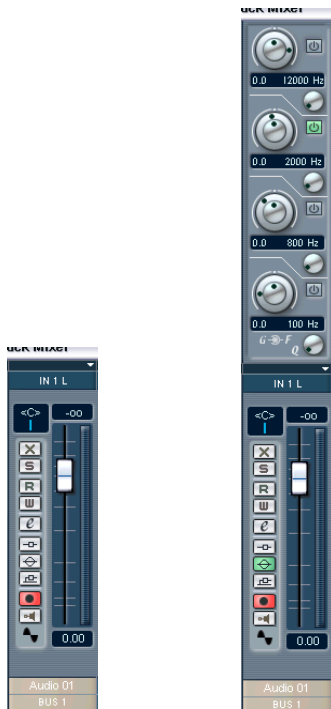 IN 1 L
<C>
-oo
X
S
R
W
e
0.00
Audio 01
BUS 1
0.0 12000 Hz
0.0 2000 Hz
0.0 800 Hz
0.0 100 Hz
G F
Q
IN 1 L
<C>
-oo
X
S
R
W
e
0.00
Audio 01
BUS 1